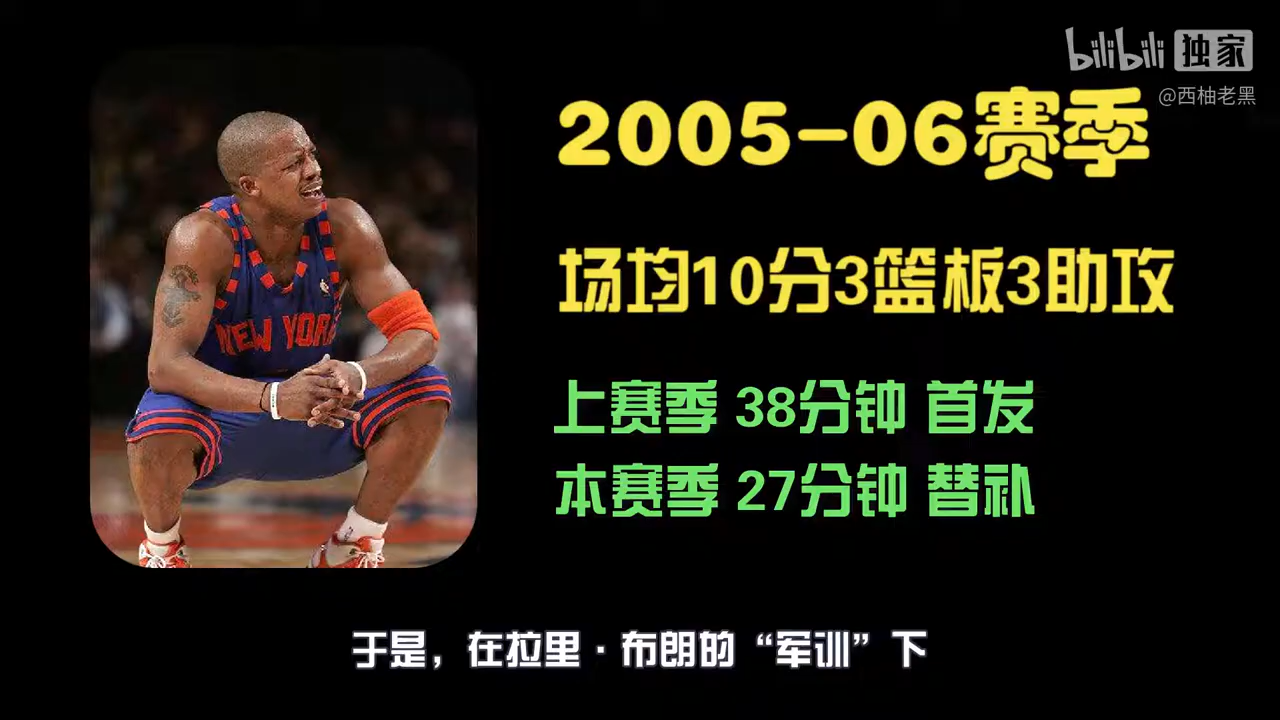 bilibili 独家
@西柚老黑
2005-06赛季
场均10分3篮板3助攻
上赛季 38分钟 首发
本赛季 27分钟 替补
NEW YORK
于是，在拉里·布朗的“军训”下